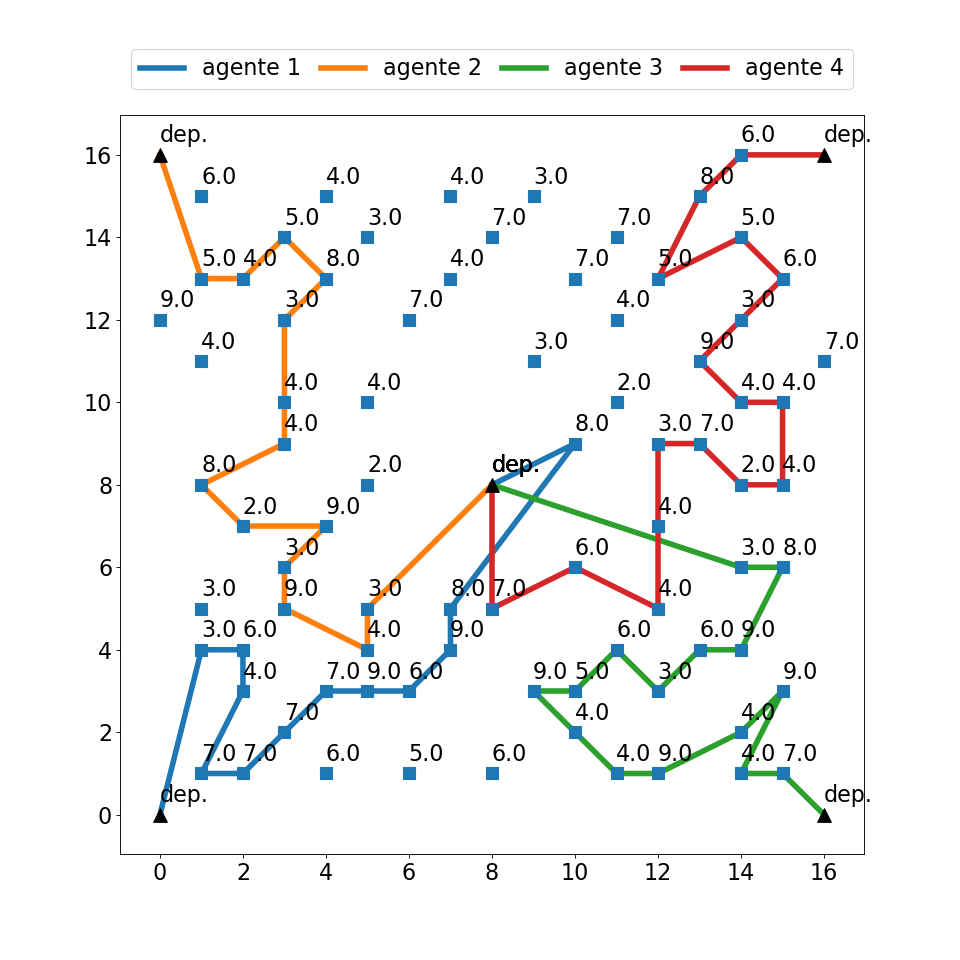 agente 1 agente 2 agente 3 agente 4
dep. 6.0 dep.
16
6.0 4.0 4.0 3.0 8.0
5.0 3.0 7.0 7.0 5.0
14
5.0 4.0 8.0 4.0 7.0 5.0 6.0
9.0 3.0 7.0 4.0 3.0
12
4.0 3.0 9.0 7.0
4.0 4.0 2.0 4.0 4.0
10
4.0 8.0 3.0 7.0
8.0 2.0 dep. dep. 2.0 4.0
8
2.0 9.0 4.0
3.0 6.0 3.0 8.0
6
3.0 9.0 3.0 8.0 7.0 4.0
3.0 6.0 4.0 9.0 6.0 6.0 9.0
4
4.0 7.0 9.0 6.0 9.0 5.0 3.0 9.0
7.0 4.0 4.0
2
7.0 7.0 6.0 5.0 6.0 4.0 9.0 4.0 7.0
dep. dep.
0
0 2 4 6 8 10 12 14 16